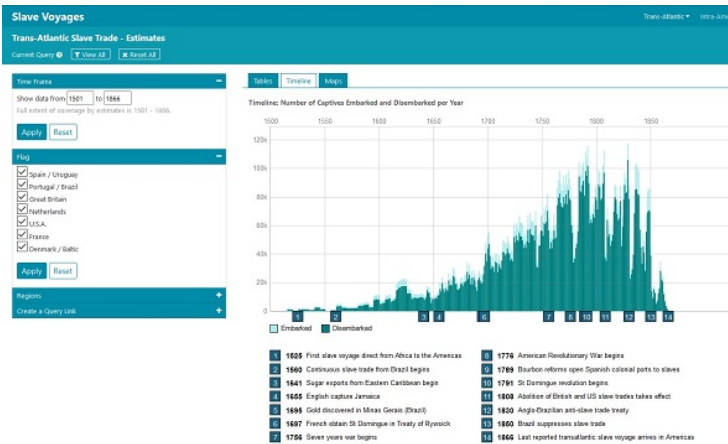 Slave Voyages
Trans-Atlantic
Intra-Ame
Trans-Atlantic Slave Trade - Estimates
Current Query
View All
Reset All
Time Frame
Show data from 1501 to 1866
Full extent of coverage by estimates is 1501 - 1866.
Apply Reset
Flag
Spain / Uruguay
Portugal / Brazil
Great Britain
Netherlands
U.S.A.
France
Denmark / Baltic
Apply Reset
Regions
Create a Query Link
Tables Timeline Maps
Timeline: Number of Captives Embarked and Disembarked per Year
1500 1550 1600 1650 1700 1750 1800 1850
120k
100k
80k
60k
40k
20k
0
1 2 3 4 6 7 8 10 11 12 13 14
Embarked Disembarked
1 1525 First slave voyage direct from Africa to the Americas
2 1560 Continuous slave trade from Brazil begins
3 1641 Sugar exports from Eastern Caribbean begin
4 1655 English capture Jamaica
5 1695 Gold discovered in Minas Gerais (Brazil)
6 1697 French obtain St Domingue in Treaty of Ryswick
7 1756 Seven years war begins
8 1776 American Revolutionary War begins
9 1789 Bourbon reforms open Spanish colonial ports to slaves
10 1791 St Domingue revolution begins
11 1808 Abolition of British and US slave trades takes effect
12 1830 Anglo-Brazilian anti-slave trade treaty
13 1850 Brazil suppresses slave trade
14 1866 Last reported transatlantic slave voyage arrives in Americas